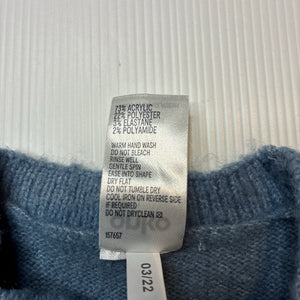 73% ACRYLIC
22% POLYESTER
3% ELASTANE
2% POLYAMIDE
WARM HAND WASH
DO NOT BLEACH
RINSE WELL
GENTLE SPIN
EASE INTO SHAPE
DRY FLAT
DO NOT TUMBLE DRY
COOL IRON ON REVERSE SIDE
IF REQUIRED
DO NOT DRYCLEAN
157607
03/22